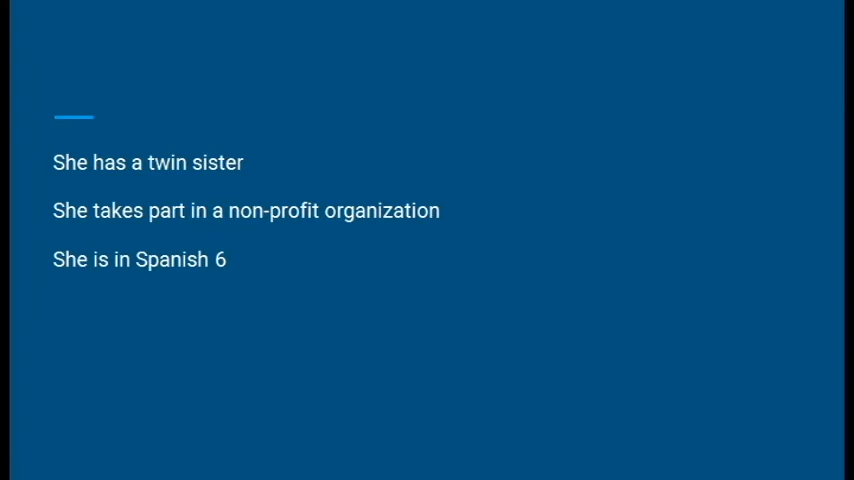 She has a twin sister
She takes part in a non-profit organization
She is in Spanish 6